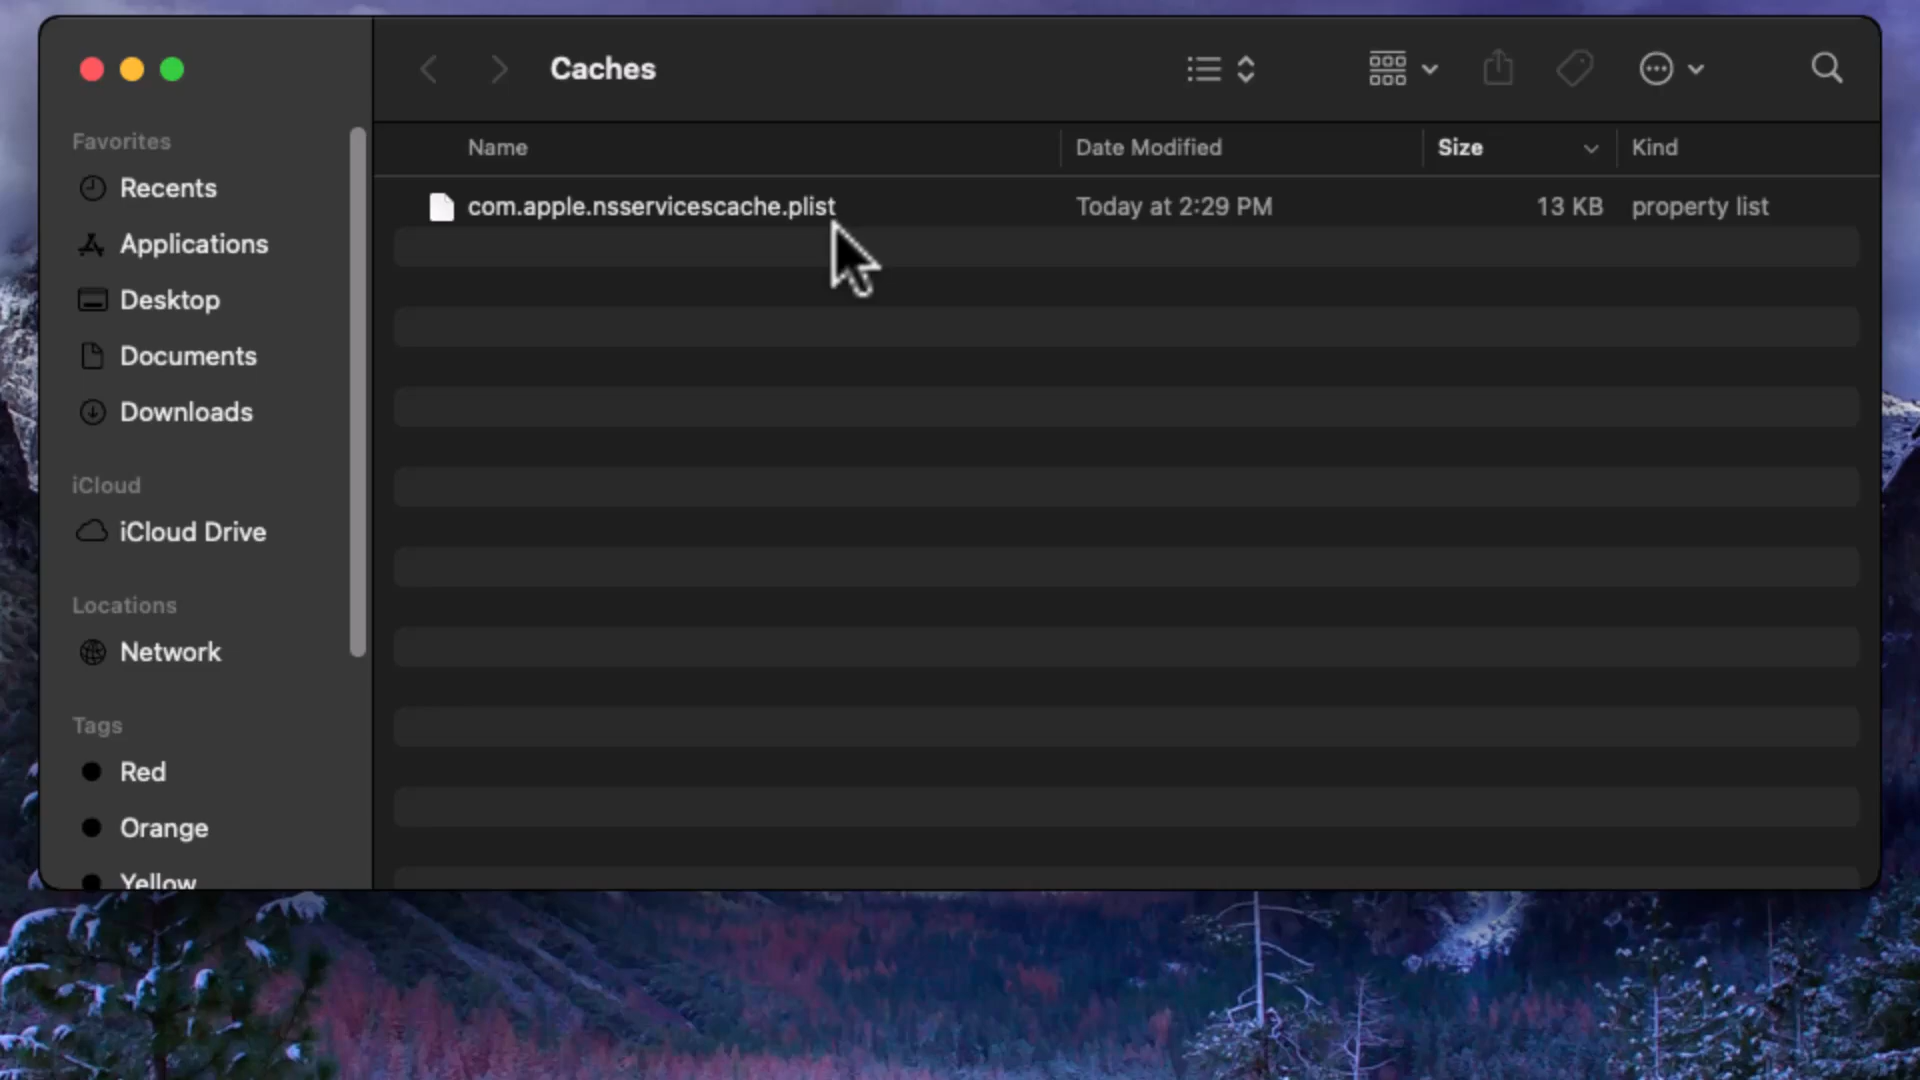 Caches
Favorites
Recents
Applications
Desktop
Documents
Downloads
iCloud
iCloud Drive
Locations
Network
Tags
Red
Orange
Yellow
Name Date Modified Size Kind
com.apple.nsservicescache.plist Today at 2:29 PM 13 KB property list